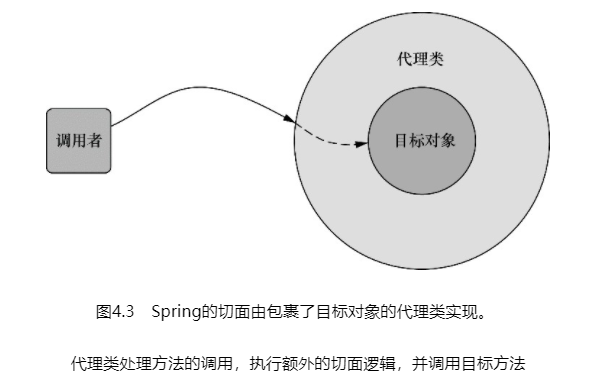 代理类
调用者
目标对象
图4.3 Spring的切面由包裹了目标对象的代理类实现。
代理类处理方法的调用，执行额外的切面逻辑，并调用目标方法